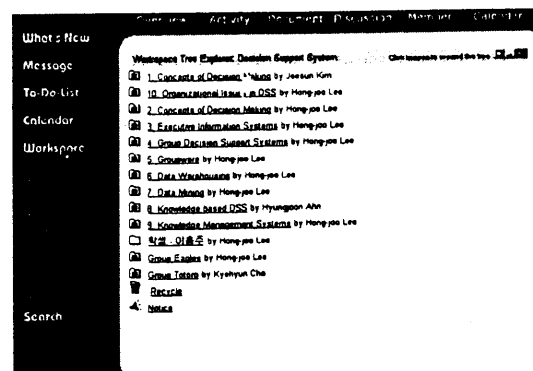 Overview Activity Document Discussion Member Calendar
What's New
Message
To-Do-List
Calendar
Workspace
Search
Workspace Tree Explorer: Decision Support System
Click images to expand the tree.
1. Concepts of Decision Making by Jeesun Kim
10. Organizational Issues in DSS by Hong-joo Lee
2. Concepts of Decision Making by Hong-joo Lee
3. Executive Information Systems by Hong-joo Lee
4. Group Decision Support Systems by Hong-joo Lee
5. Groupware by Hong-joo Lee
6. Data Warehousing by Hong-joo Lee
7. Data Mining by Hong-joo Lee
8. Knowledge based DSS by Hyungjoon Ahn
9. Knowledge Management Systems by Hong-joo Lee
by Hong-joo Lee
Group Eagles by Hong-joo Lee
Group Totoro by Kyehyun Cho
Recycle
Notice